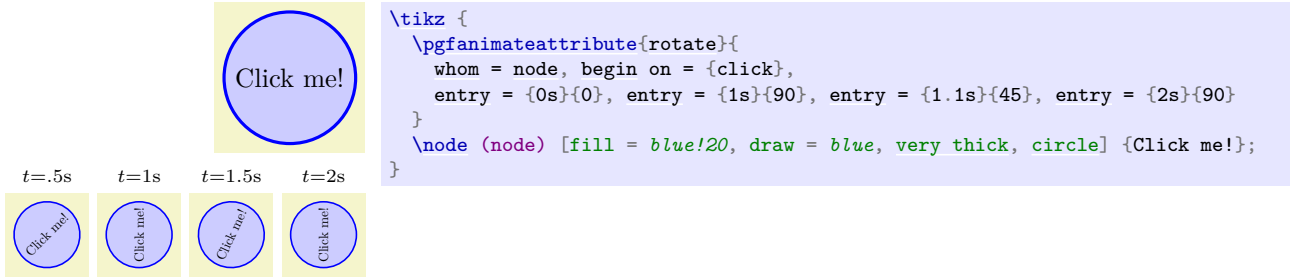 Click me!
t=.5s t=1s t=1.5s t=2s
Click me! Click me! Click me! Click me!
\tikz {
  \pgfanimateattribute{rotate}{
    whom = node, begin on = {click},
    entry = {0s}{0}, entry = {1s}{90}, entry = {1.1s}{45}, entry = {2s}{90}
  }
  \node (node) [fill = blue!20, draw = blue, very thick, circle] {Click me!};
}